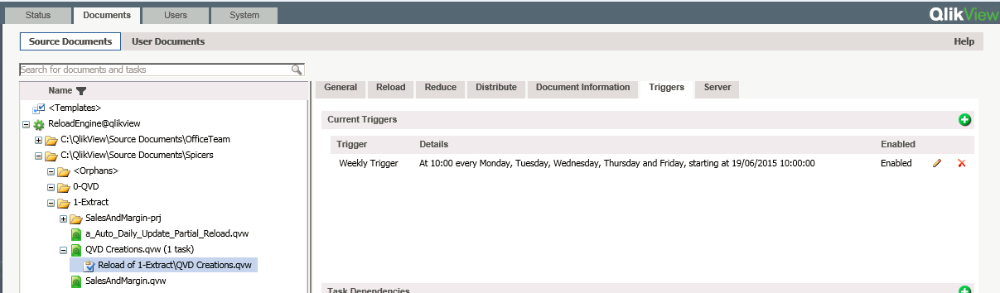 Status Documents Users System QlikView
Source Documents User Documents Help
Search for documents and tasks
Name
<Templates>
ReloadEngine@qlikview
C:\QlikView\Source Documents\OfficeTeam
C:\QlikView\Source Documents\Spicers
<Orphans>
0-QVD
1-Extract
SalesAndMargin-prj
a_Auto_Daily_Update_Partial_Reload.qvw
QVD Creations.qvw (1 task)
Reload of 1-Extract\QVD Creations.qvw
SalesAndMargin.qvw
General Reload Reduce Distribute Document Information Triggers Server
Current Triggers
Trigger Details Enabled
Weekly Trigger At 10:00 every Monday, Tuesday, Wednesday, Thursday and Friday, starting at 19/06/2015 10:00:00 Enabled
Task Dependencies